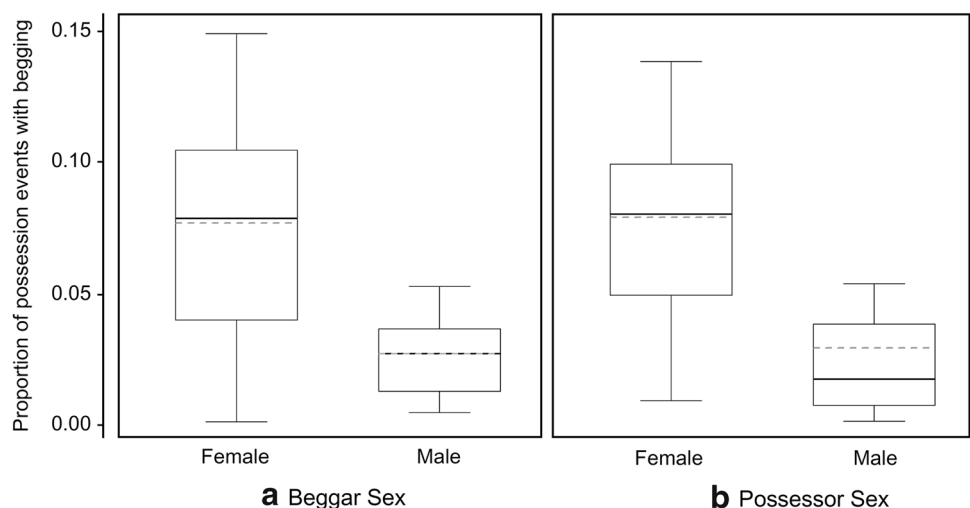 Proportion of possession events with begging
0.15
0.10
0.05
0.00
Female
Male
Female
Male
a Beggar Sex
b Possessor Sex